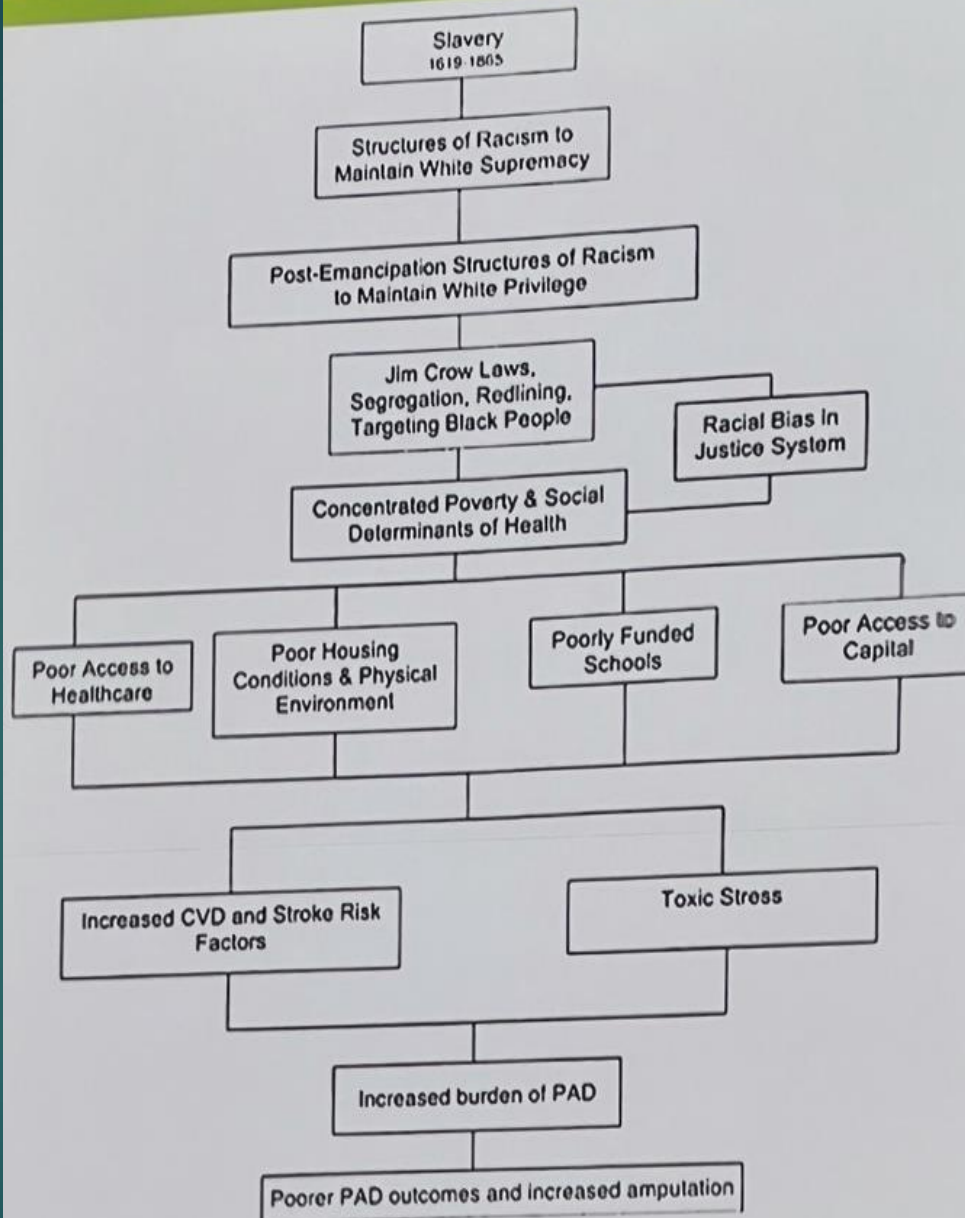 Slavery
1619-1865
Structures of Racism to
Maintain White Supremacy
Post-Emancipation Structures of Racism
to Maintain White Privilege
Jim Crow Laws,
Segregation, Redlining,
Targeting Black People
Racial Bias in
Justice System
Concentrated Poverty & Social
Determinants of Health
Poor Access to
Healthcare
Poor Housing
Conditions & Physical
Environment
Poorly Funded
Schools
Poor Access to
Capital
Increased CVD and Stroke Risk
Factors
Toxic Stress
Increased burden of PAD
Poorer PAD outcomes and increased amputation